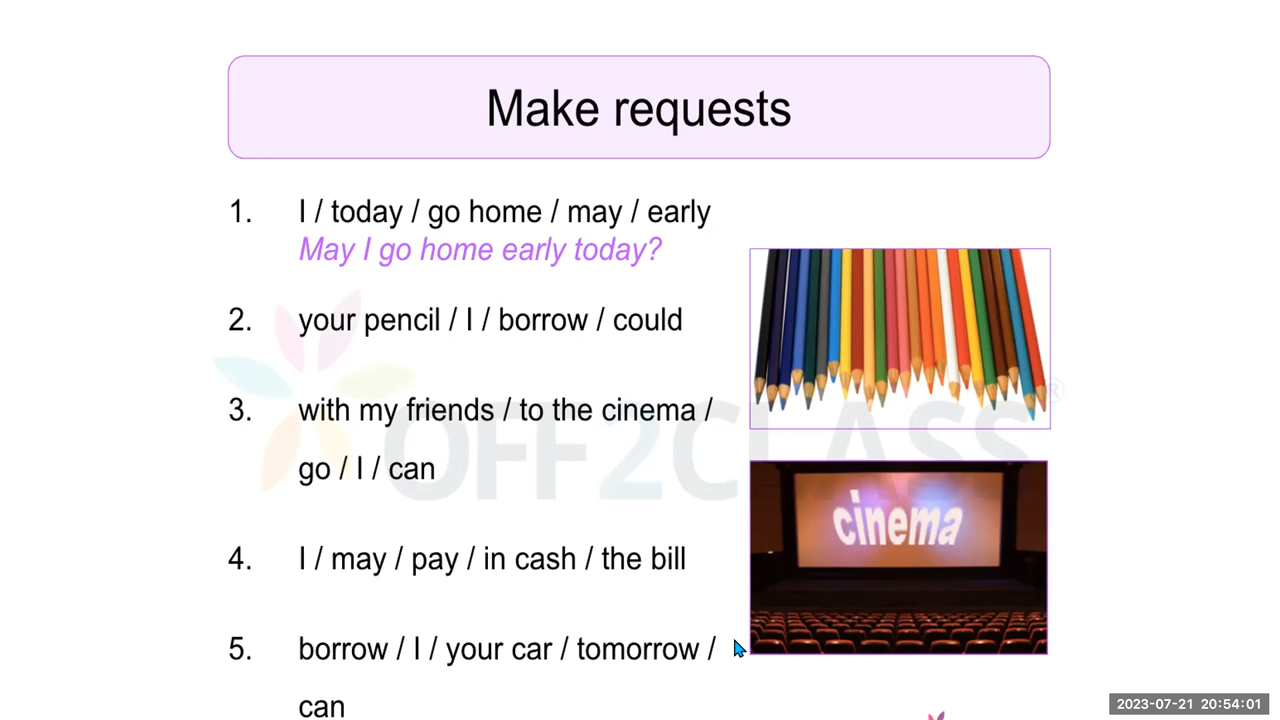 Make requests
1. I / today / go home / may / early
May I go home early today?
2. your pencil / I / borrow / could
3. with my friends / to the cinema /
go / I / can
4. I / may / pay / in cash / the bill
5. borrow / I / your car / tomorrow /
can
OFF2CLASS®
cinema
2023-07-21 20:54:01